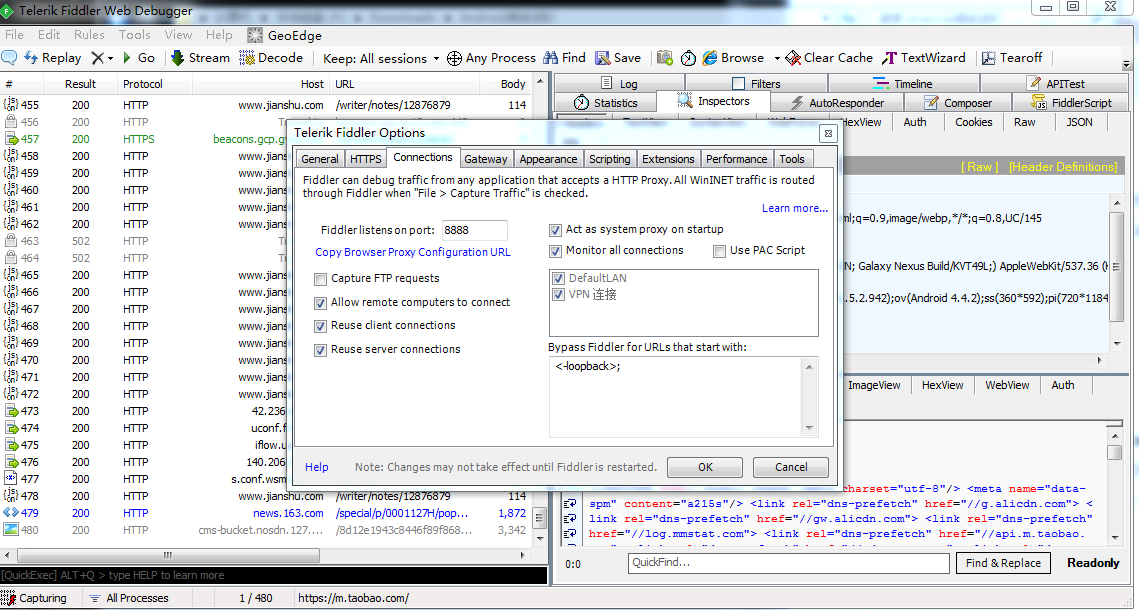 Telerik Fiddler Web Debugger
File Edit Rules Tools View Help GeoEdge
Replay Go Stream Decode Keep: All sessions Any Process Find Save Browse Clear Cache TextWizard Tearoff
# Result Protocol Host URL Body
Log Filters Timeline APITest
Statistics Inspectors AutoResponder Composer FiddlerScript
HexView Auth Cookies Raw JSON
[ Raw ] [Header Definitions]
ml;q=0.9,image/webp,*/*;q=0.8,UC/145
N; Galaxy Nexus Build/KVT49L;) AppleWebKit/537.36 (
.5.2.942);ov(Android 4.4.2);ss(360*592);pi(720*1184
455 200 HTTP www.jianshu.com /writer/notes/12876879 114
456 200 HTTP
457 200 HTTPS beacons.gcp.g
458 200 HTTP www.jians
459 200 HTTP www.jians
460 200 HTTP www.jians
461 200 HTTP www.jians
462 200 HTTP www.jians
463 502 HTTP
464 502 HTTP
465 200 HTTP www.jians
466 200 HTTP www.jians
467 200 HTTP www.jians
468 200 HTTP www.jians
469 200 HTTP www.jians
470 200 HTTP www.jians
471 200 HTTP www.jians
472 200 HTTP www.jians
473 200 HTTP 42.236
474 200 HTTP uconf.f
475 200 HTTP iflow.u
476 200 HTTP 140.206
477 200 HTTP s.conf.wsm
478 200 HTTP www.jianshu.com /writer/notes/12876879 114
479 200 HTTP news.163.com /special/p/0001127H/pop... 1,872
480 200 HTTP cms-bucket.nosdn.127.... /8d12e1943c8446f89f868... 3,342
Telerik Fiddler Options
General HTTPS Connections Gateway Appearance Scripting Extensions Performance Tools
Fiddler can debug traffic from any application that accepts a HTTP Proxy. All WinINET traffic is routed
through Fiddler when "File > Capture Traffic" is checked.
Learn more...
Fiddler listens on port: 8888
Copy Browser Proxy Configuration URL
Capture FTP requests
Allow remote computers to connect
Reuse client connections
Reuse server connections
Act as system proxy on startup
Monitor all connections Use PAC Script
DefaultLAN
VPN 连接
Bypass Fiddler for URLs that start with:
<-loopback>;
Help Note: Changes may not take effect until Fiddler is restarted. OK Cancel
ImageView HexView WebView Auth
charset="utf-8"/> <meta name="data-
spm" content="a215s"/> <link rel="dns-prefetch" href="//g.alicdn.com"> <
link rel="dns-prefetch" href="//gw.alicdn.com"> <link rel="dns-prefetch"
href="//log.mmstat.com"> <link rel="dns-prefetch" href="//api.m.taobao.
0:0 QuickFind... Find & Replace Readonly
[QuickExec] ALT+Q > type HELP to learn more
Capturing All Processes 1 / 480 https://m.taobao.com/